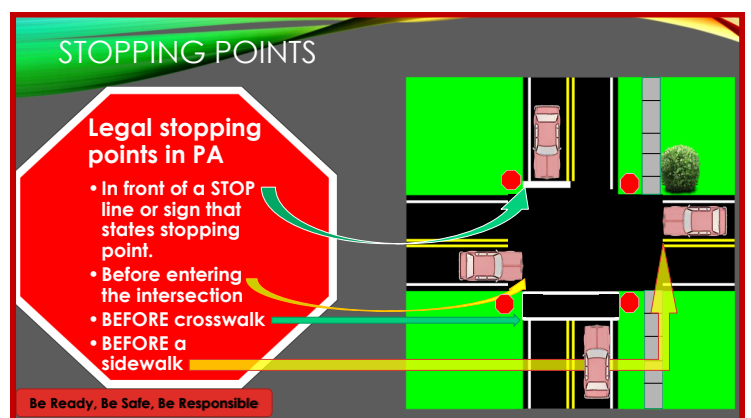 STOPPING POINTS
Legal stopping
points in PA
• In front of a STOP
line or sign that
states stopping
point.
• Before entering
the intersection
• BEFORE crosswalk
• BEFORE a
sidewalk
Be Ready, Be Safe, Be Responsible